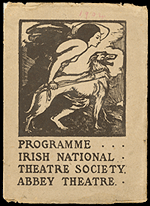 PROGRAMME . . .
IRISH NATIONAL .
THEATRE SOCIETY.
ABBEY THEATRE. .